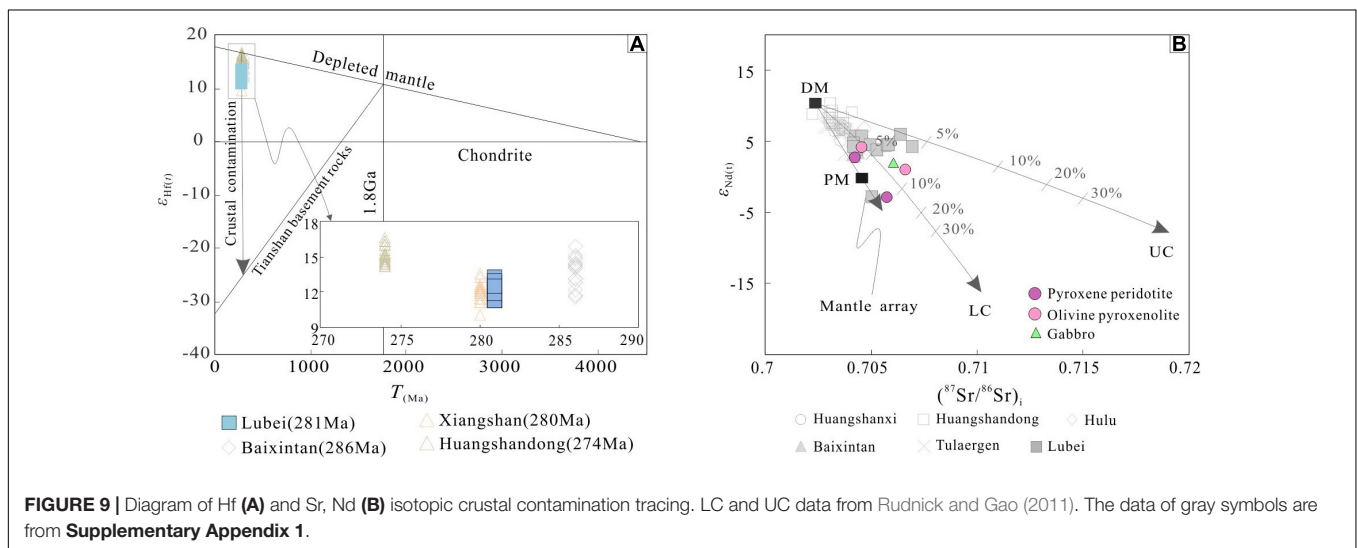 A
20
10
0
-10
-20
-30
-40
εHf(t)
Depleted mantle
Crustal contamination
Tianshan basement rocks
1.8Ga
Chondrite
18
15
12
9
270
275
280
285
290
0
1000
2000
3000
4000
T(Ma)
Lubei(281Ma)
Xiangshan(280Ma)
Baixintan(286Ma)
Huangshandong(274Ma)
B
15
5
-5
-15
εNd(t)
DM
PM
5%
10%
20%
30%
5%
10%
20%
30%
UC
LC
Mantle array
Pyroxene peridotite
Olivine pyroxenolite
Gabbro
0.7
0.705
0.71
0.715
0.72
(87Sr/86Sr)i
Huangshanxi
Huangshandong
Hulu
Baixintan
Tulaergen
Lubei
FIGURE 9 | Diagram of Hf (A) and Sr, Nd (B) isotopic crustal contamination tracing. LC and UC data from Rudnick and Gao (2011). The data of gray symbols are
from Supplementary Appendix 1.